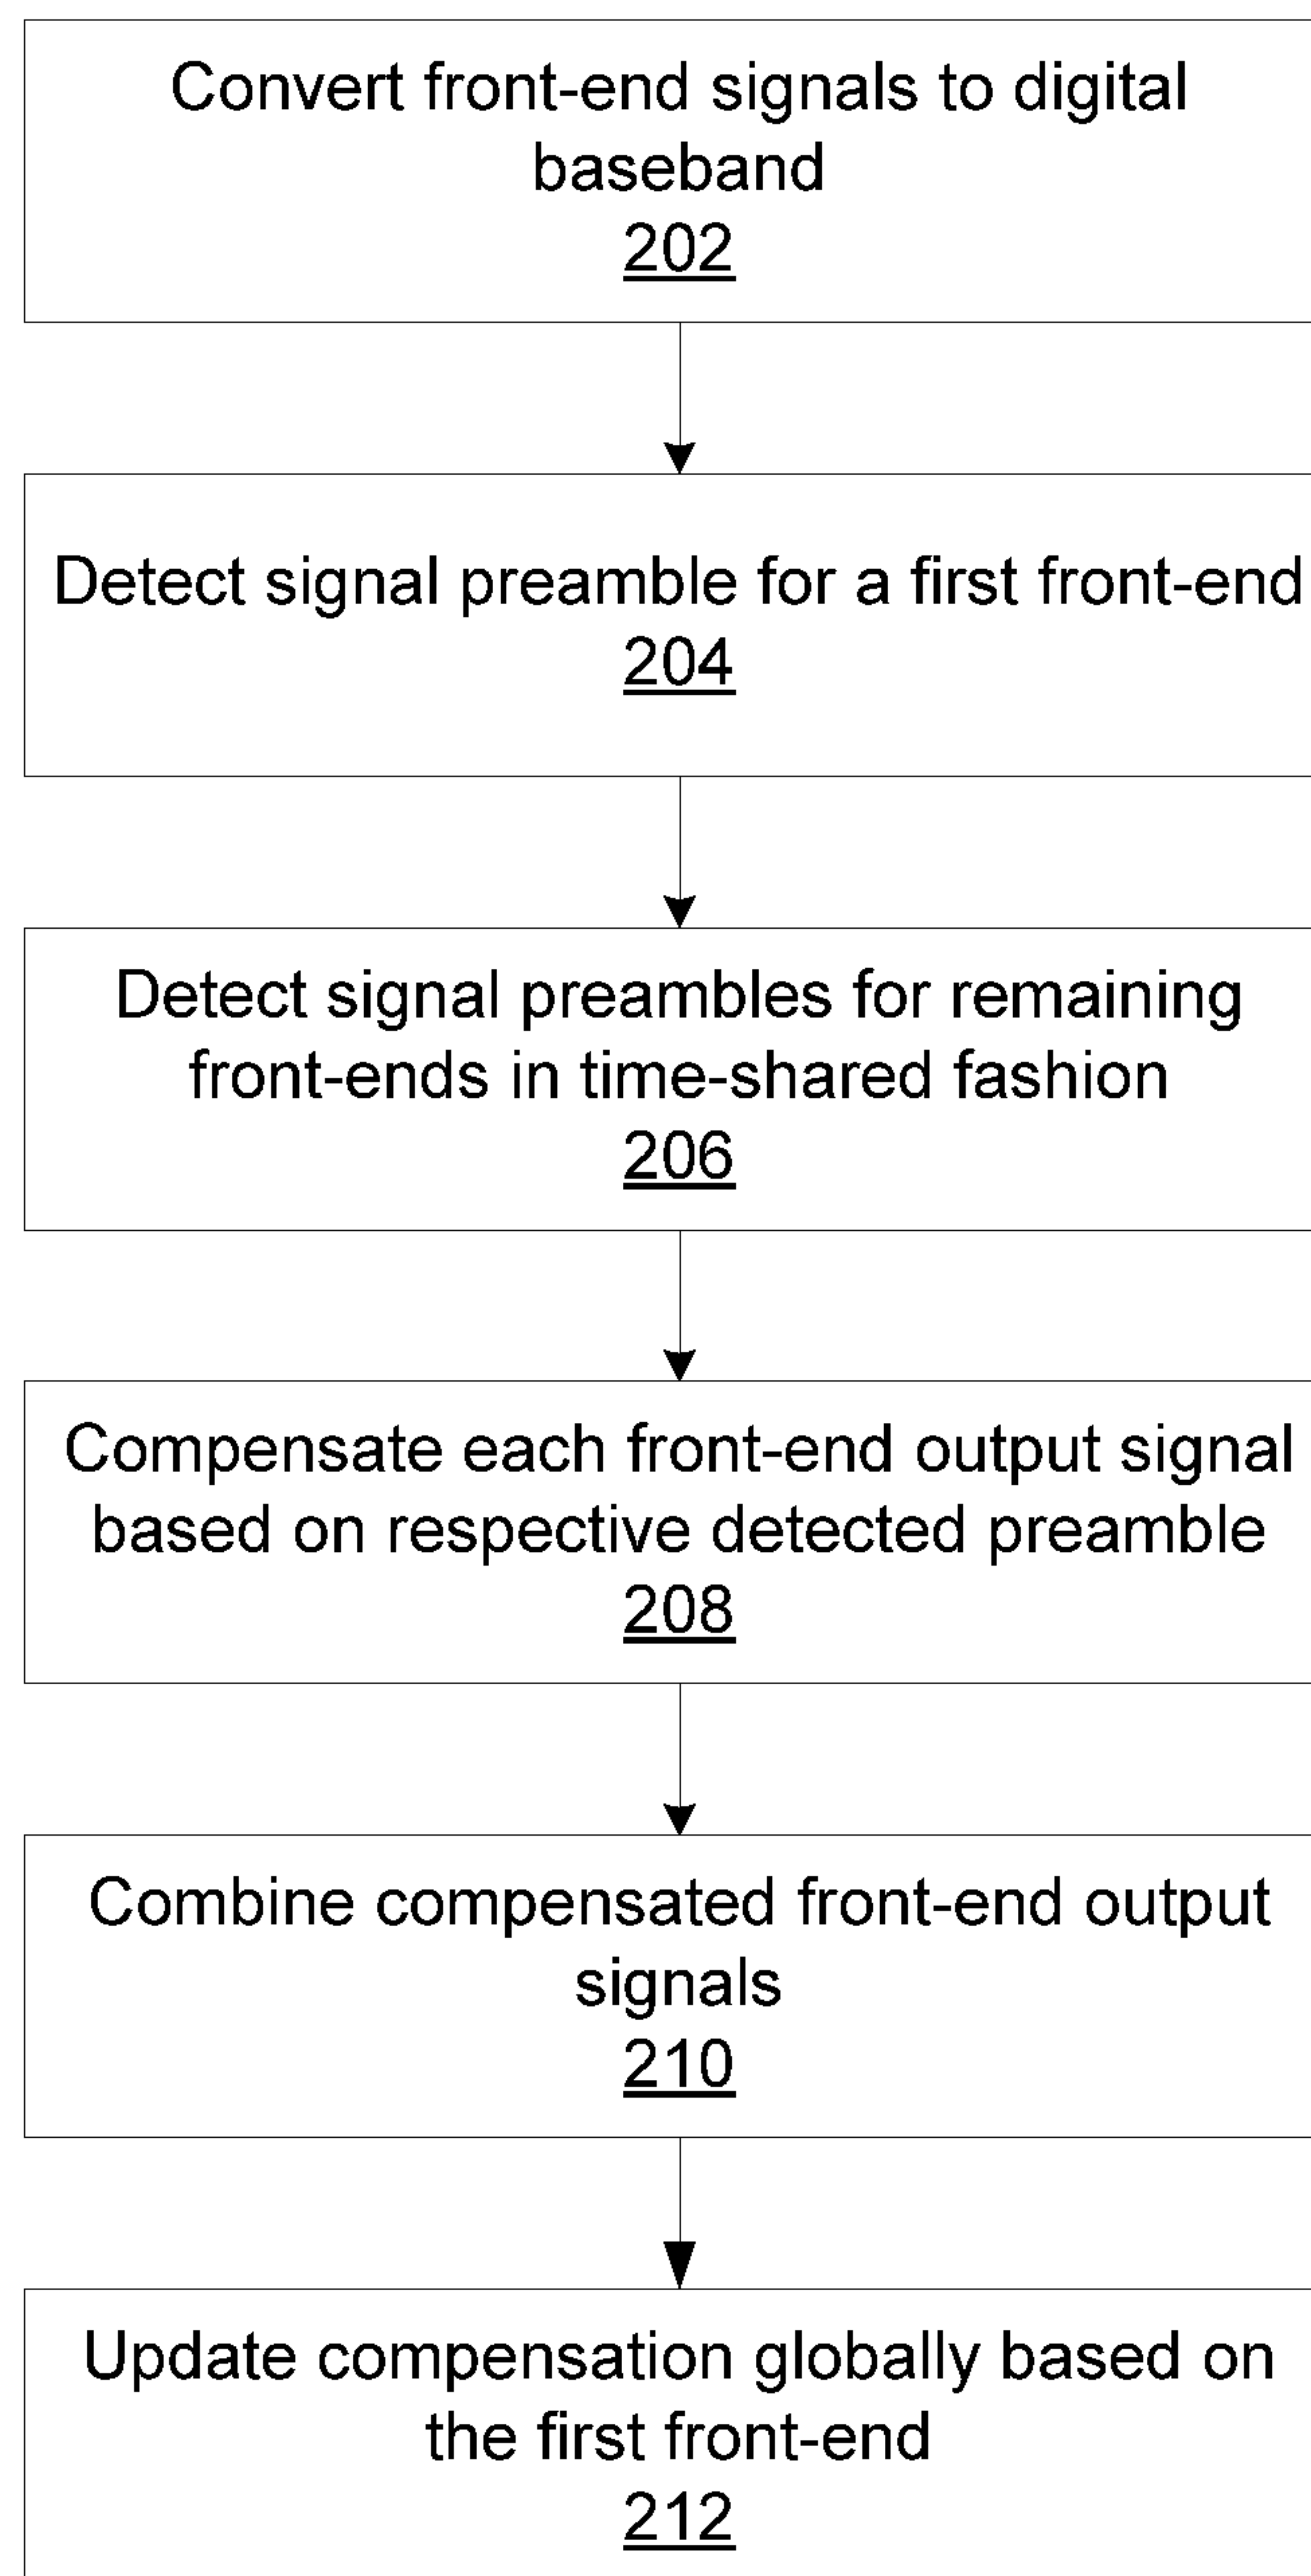 Convert front-end signals to digital
baseband
202
Detect signal preamble for a first front-end
204
Detect signal preambles for remaining
front-ends in time-shared fashion
206
Compensate each front-end output signal
based on respective detected preamble
208
Combine compensated front-end output
signals
210
Update compensation globally based on
the first front-end
212